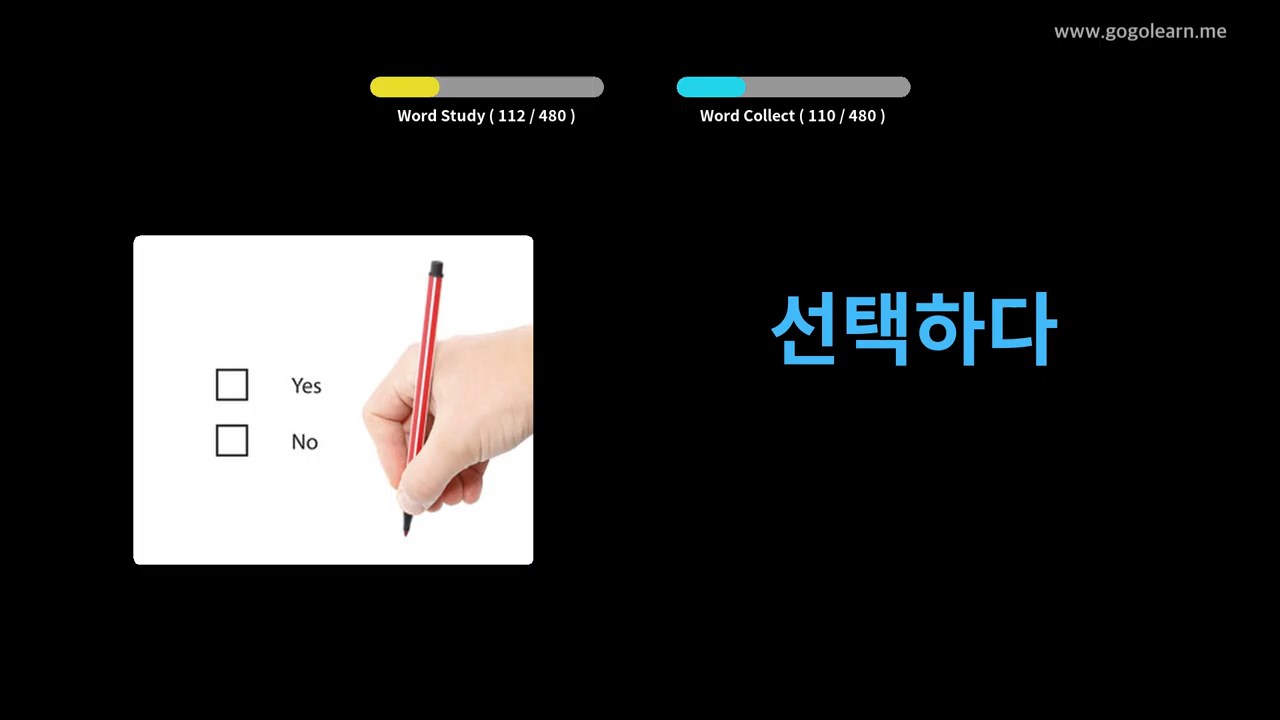 www.gogolearn.me
Word Study ( 112 / 480 )
Word Collect ( 110 / 480 )
선택하다
Yes
No